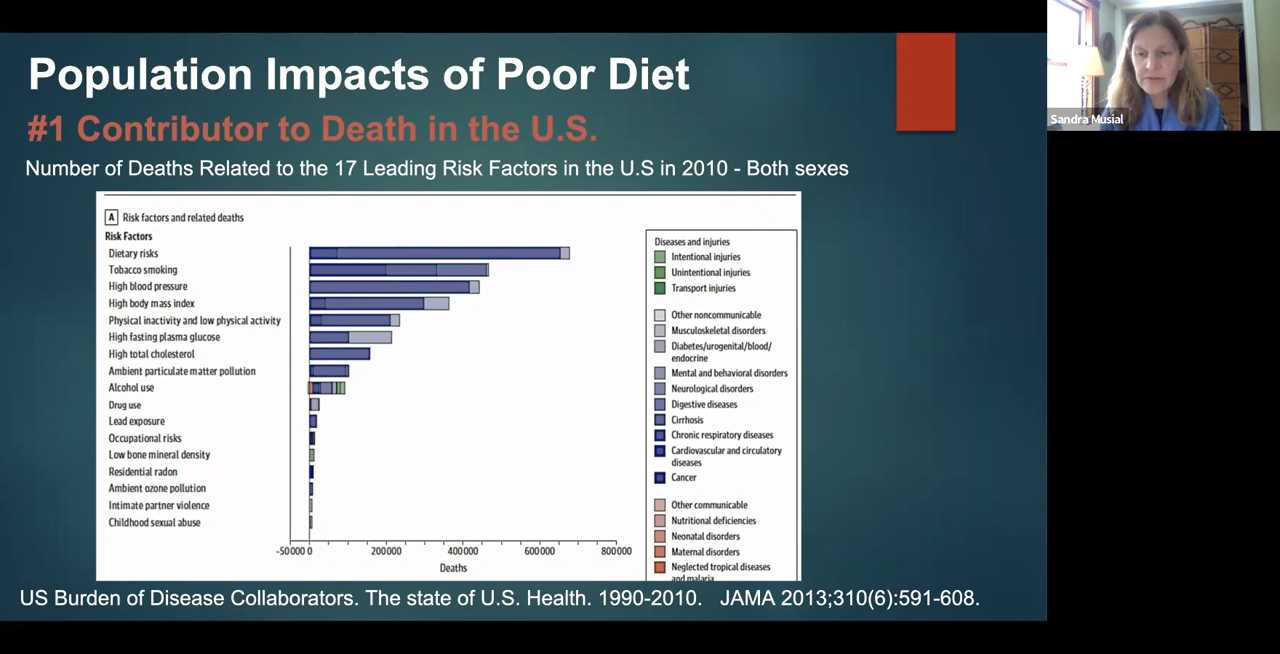 Population Impacts of Poor Diet
#1 Contributor to Death in the U.S.
Number of Deaths Related to the 17 Leading Risk Factors in the U.S in 2010 - Both sexes
A Risk factors and related deaths
Risk Factors
Dietary risks
Tobacco smoking
High blood pressure
High body mass index
Physical inactivity and low physical activity
High fasting plasma glucose
High total cholesterol
Ambient particulate matter pollution
Alcohol use
Drug use
Lead exposure
Occupational risks
Low bone mineral density
Residential radon
Ambient ozone pollution
Intimate partner violence
Childhood sexual abuse
-50000 0 200000 400000 600000 800000
Deaths
Diseases and injuries
Intentional injuries
Unintentional injuries
Transport injuries
Other noncommunicable
Musculoskeletal disorders
Diabetes/urogenital/blood/
endocrine
Mental and behavioral disorders
Neurological disorders
Digestive diseases
Cirrhosis
Chronic respiratory diseases
Cardiovascular and circulatory
diseases
Cancer
Other communicable
Nutritional deficiencies
Neonatal disorders
Maternal disorders
Neglected tropical diseases
and malaria
US Burden of Disease Collaborators. The state of U.S. Health. 1990-2010. JAMA 2013;310(6):591-608.
Sandra Musial